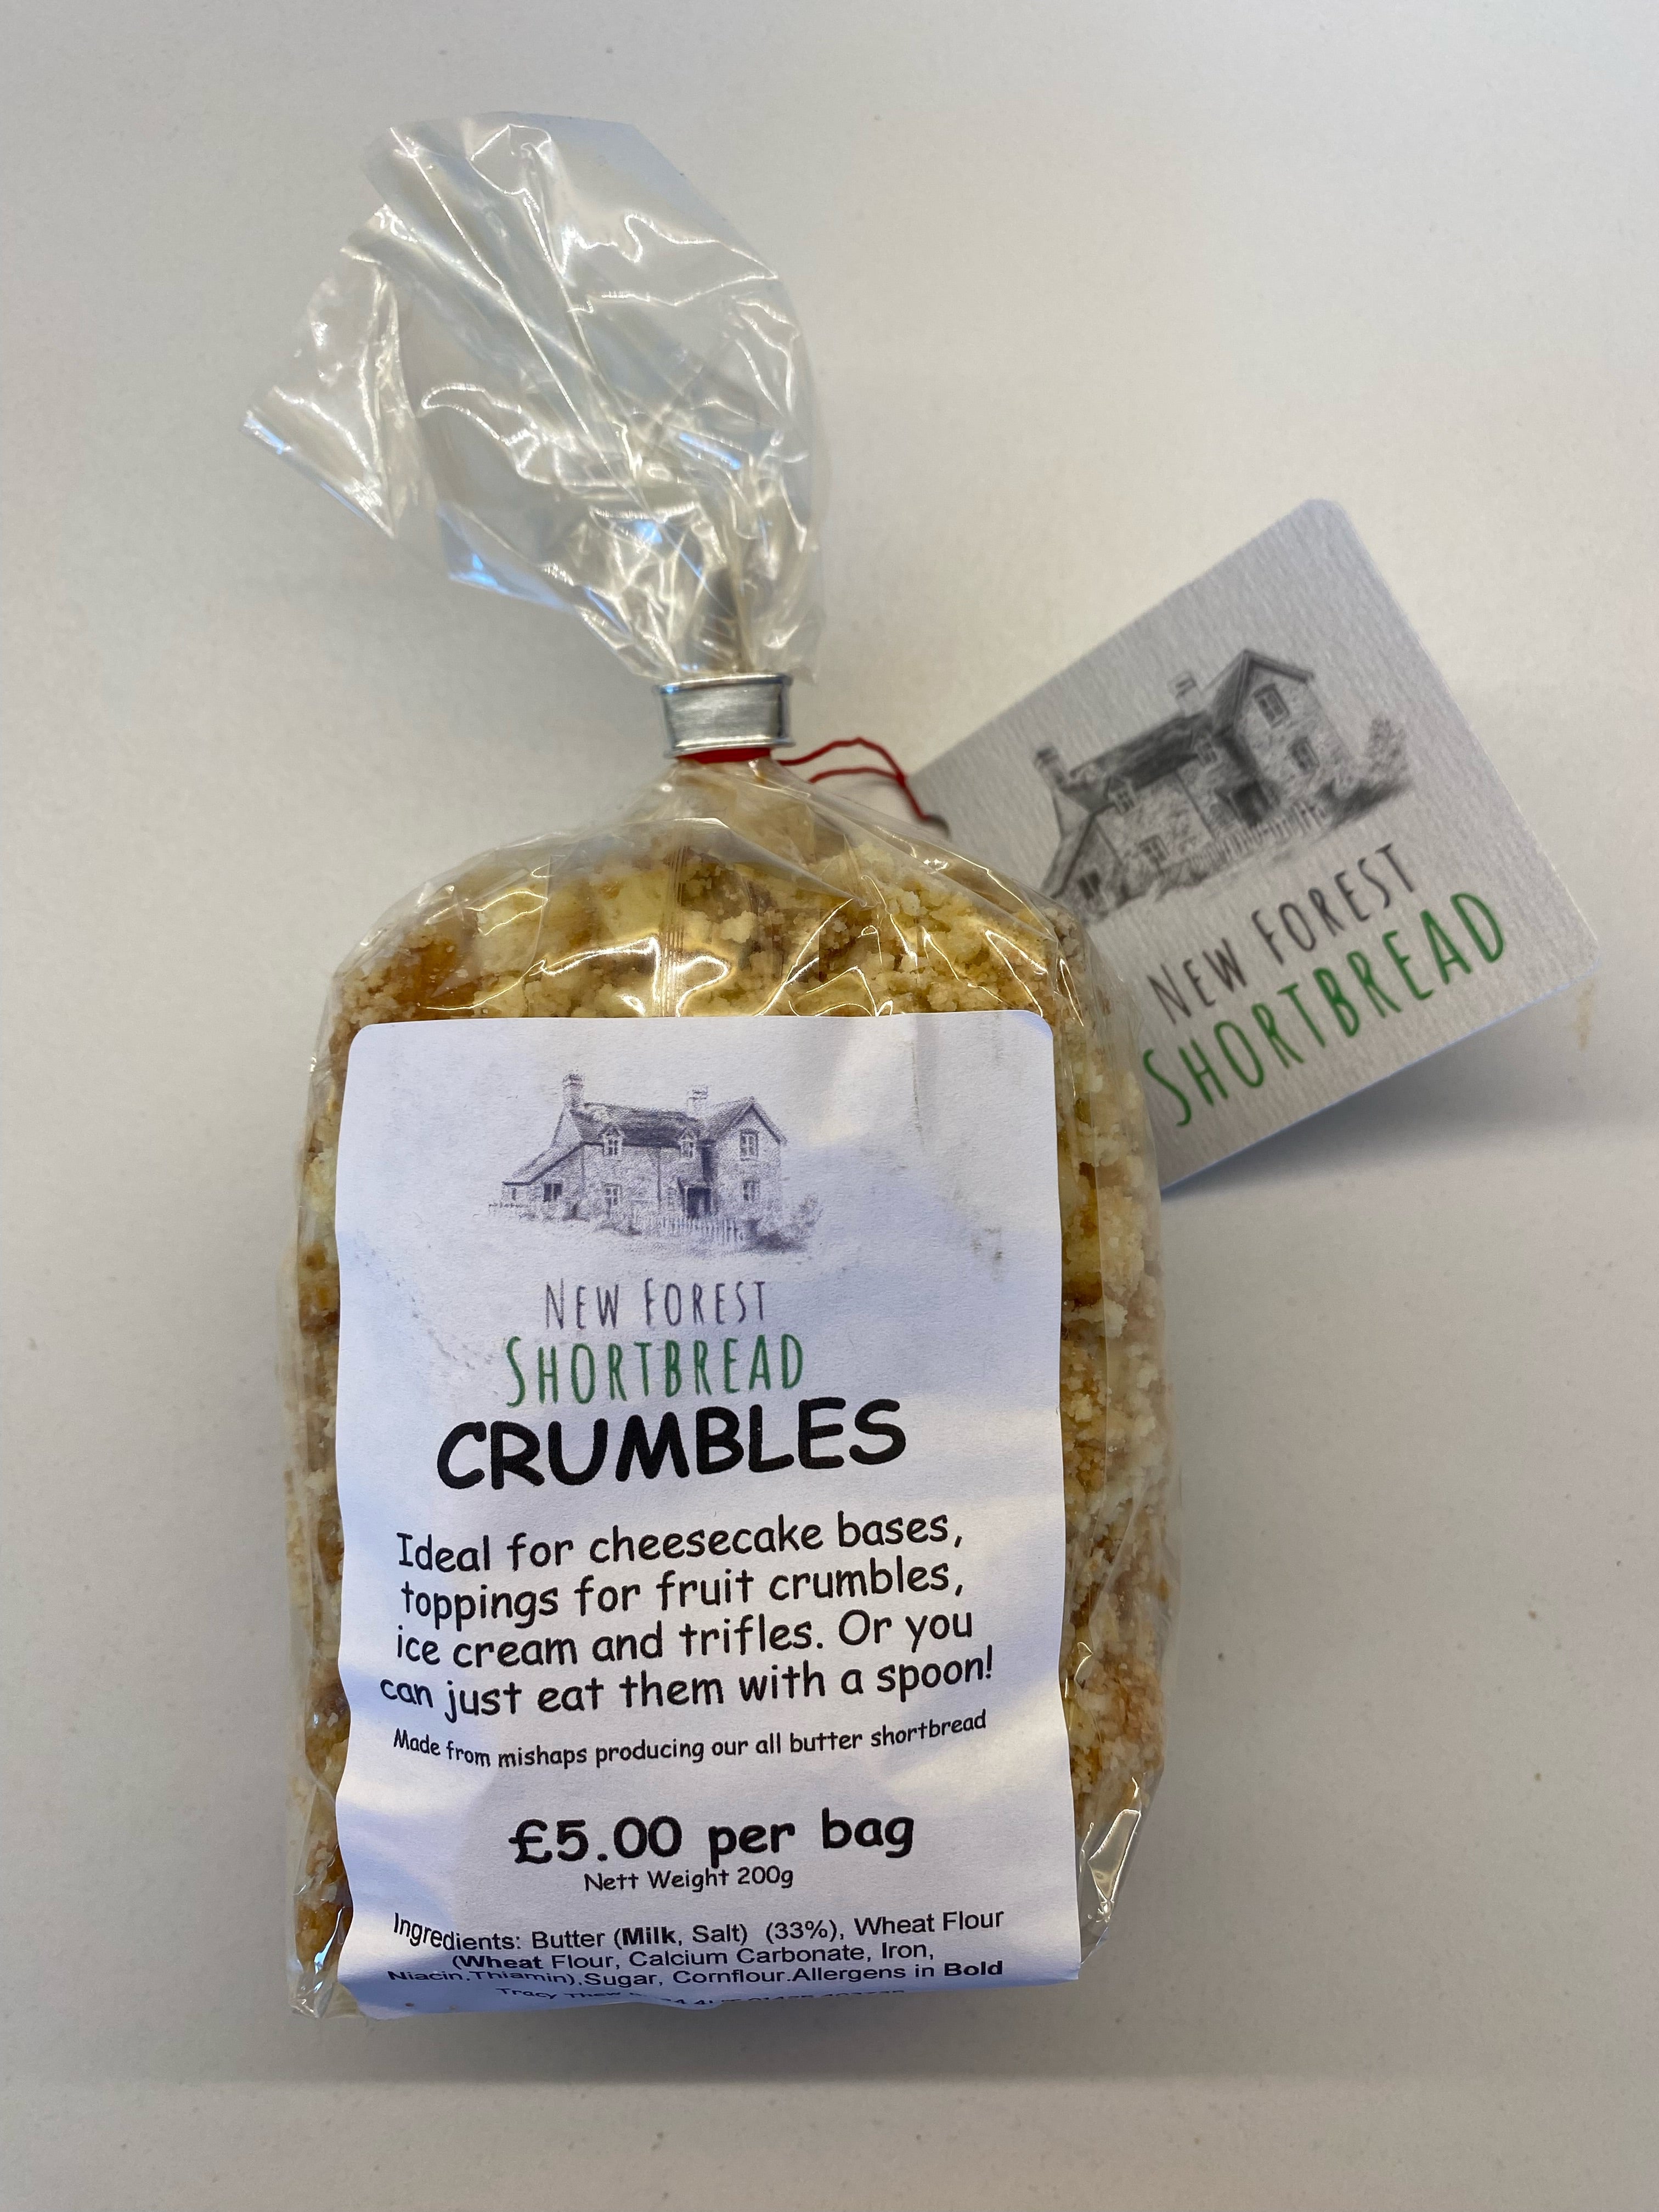 NEW FOREST
SHORTBREAD
NEW FOREST
SHORTBREAD
CRUMBLES
Ideal for cheesecake bases,
toppings for fruit crumbles,
ice cream and trifles. Or you
can just eat them with a spoon!
Made from mishaps producing our all butter shortbread
£5.00 per bag
Nett Weight 200g
Ingredients: Butter (Milk, Salt) (33%), Wheat Flour
(Wheat Flour, Calcium Carbonate, Iron,
Niacin,Thiamin),Sugar, Cornflour.Allergens in Bold
Tracy Thew